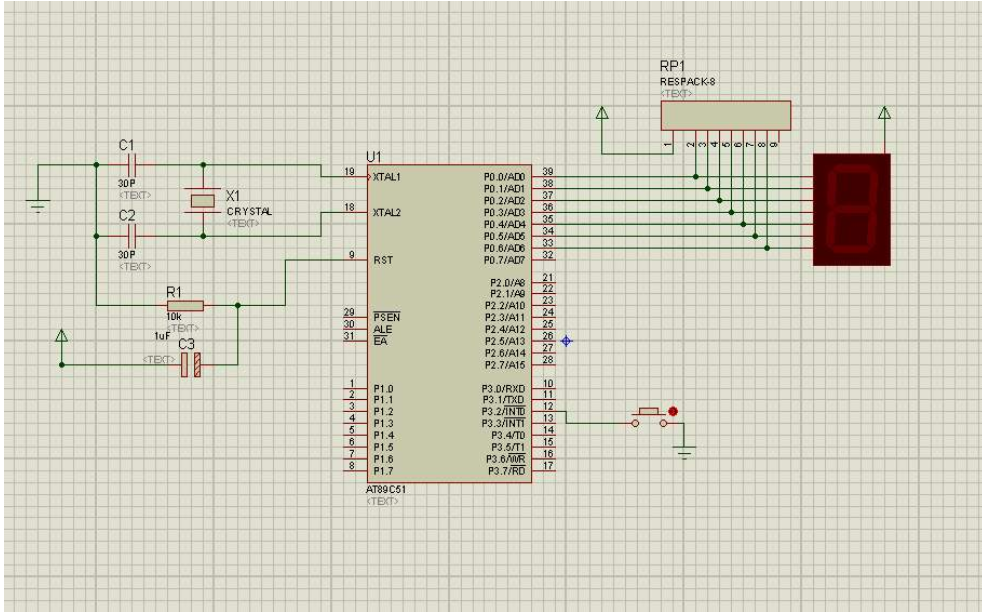 RP1
RESPACK-8
<TEXT>
1 2 3 4 5 6 7 8 9
C1
30P
<TEXT>
X1
CRYSTAL
<TEXT>
C2
30P
<TEXT>
R1
10k
<TEXT>
1uF
C3
<TEXT>
U1
19 XTAL1
18 XTAL2
9 RST
29 PSEN
30 ALE
31 EA
1 P1.0
2 P1.1
3 P1.2
4 P1.3
5 P1.4
6 P1.5
7 P1.6
8 P1.7
P0.0/AD0 39
P0.1/AD1 38
P0.2/AD2 37
P0.3/AD3 36
P0.4/AD4 35
P0.5/AD5 34
P0.6/AD6 33
P0.7/AD7 32
P2.0/A8 21
P2.1/A9 22
P2.2/A10 23
P2.3/A11 24
P2.4/A12 25
P2.5/A13 26
P2.6/A14 27
P2.7/A15 28
P3.0/RXD 10
P3.1/TXD 11
P3.2/INT0 12
P3.3/INT1 13
P3.4/T0 14
P3.5/T1 15
P3.6/WR 16
P3.7/RD 17
AT89C51
<TEXT>